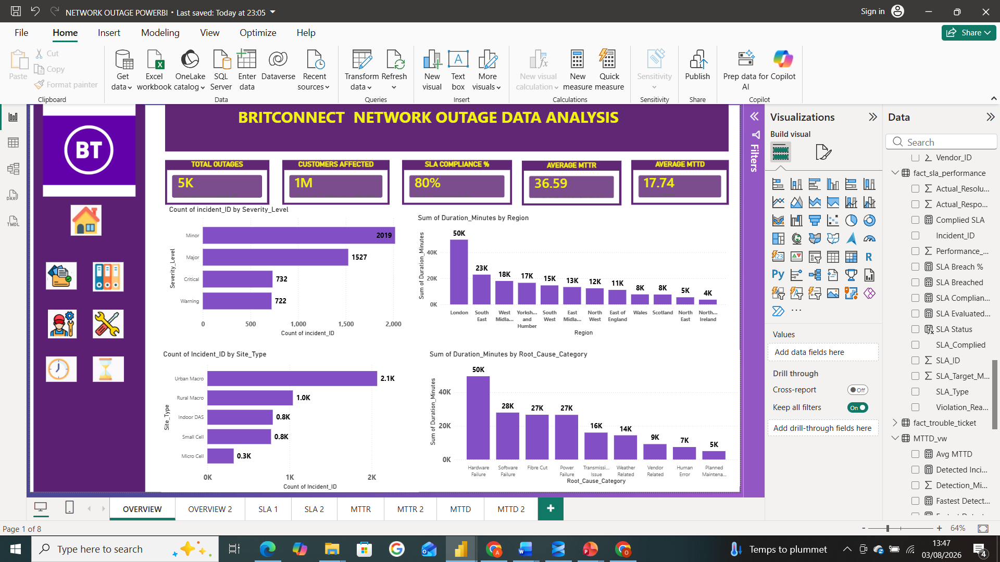 NETWORK OUTAGE POWERBI • Last saved: Today at 23:05
Sign in
File
Home
Insert
Modeling
View
Optimize
Help
Share
Paste
Cut
Copy
Format painter
Clipboard
Get data
Excel workbook
OneLake catalog
SQL Server
Enter data
Dataverse
Recent sources
Data
Transform data
Refresh
Queries
New visual
Text box
More visuals
Insert
New visual calculation
New measure
Quick measure
Calculations
Sensitivity
Sensitivity
Publish
Share
Prep data for AI
Copilot
Copilot
DAX
TMDL
BT
BRITCONNECT NETWORK OUTAGE DATA ANALYSIS
TOTAL OUTAGES
5K
CUSTOMERS AFFECTED
1M
SLA COMPLIANCE %
80%
AVERAGE MTTR
36.59
AVERAGE MTTD
17.74
Count of incident_ID by Severity_Level
Severity_Level
Minor
2019
Major
1527
Critical
732
Warning
722
0
500
1,000
1,500
2,000
Count of incident_ID
Sum of Duration_Minutes by Region
Sum of Duration_Minutes
40K
20K
0K
50K
23K
18K
17K
15K
13K
12K
11K
8K
8K
5K
4K
London
South East
West Midla...
Yorksh... and Humber
South West
East Midla...
North West
East of England
Wales
Scotland
North East
North... Ireland
Region
Count of Incident_ID by Site_Type
Site_Type
Urban Macro
2.1K
Rural Macro
1.0K
Indoor DAS
0.8K
Small Cell
0.8K
Micro Cell
0.3K
0K
1K
2K
Count of Incident_ID
Sum of Duration_Minutes by Root_Cause_Category
Sum of Duration_Minutes
40K
20K
0K
50K
28K
27K
27K
16K
14K
9K
7K
5K
Hardware Failure
Software Failure
Fibre Cut
Power Failure
Transmissi... Issue
Weather Related
Vendor Related
Human Error
Planned Maintena...
Root_Cause_Category
Filters
Visualizations
Build visual
123
R
Py
Values
Add data fields here
Drill through
Cross-report
Off
Keep all filters
On
Add drill-through fields here
Data
Search
Vendor_ID
fact_sla_performance
Actual_Resolu...
Actual_Respo...
Complied SLA
Incident_ID
Performance_...
SLA Breach %
SLA Breached
SLA Complian...
SLA Evaluated...
SLA Status
SLA_Complied
SLA_ID
SLA_Target_M...
SLA_Type
Violation_Rea...
fact_trouble_ticket
MTTD_vw
Avg MTTD
Detected Inci...
Detection_Mi...
Fastest Detect...
OVERVIEW
OVERVIEW 2
SLA 1
SLA 2
MTTR
MTTR 2
MTTD
MTTD 2
+
Page 1 of 8
- + 64%
Type here to search
Temps to plummet
13:47
03/08/2026
4